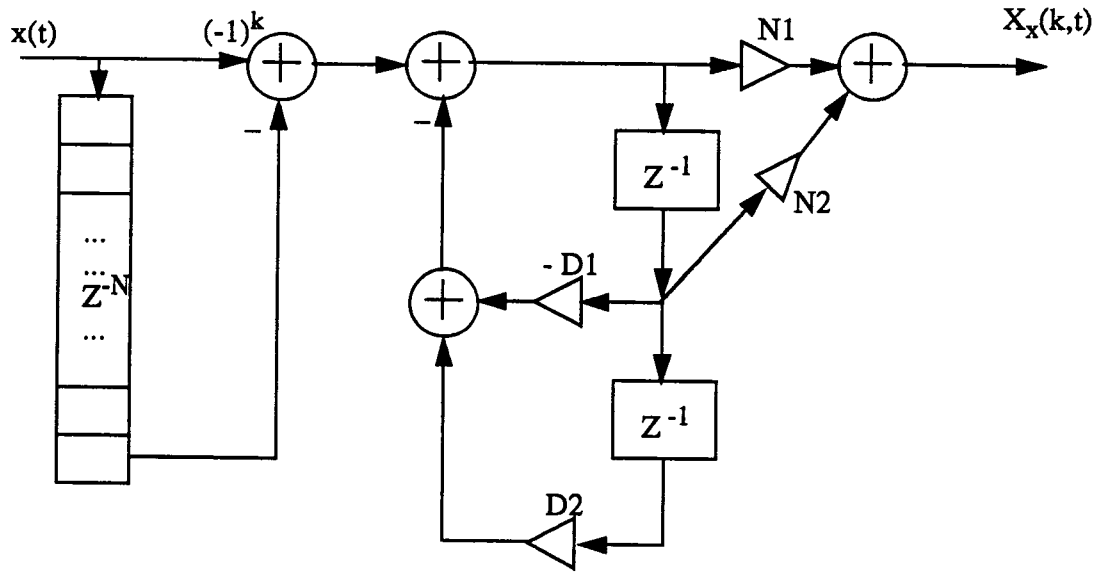 x(t)
(-1)^k
N1
X_x(k,t)
–
–
Z^-1
N2
...
...
Z^-N
...
- D1
Z^-1
D2